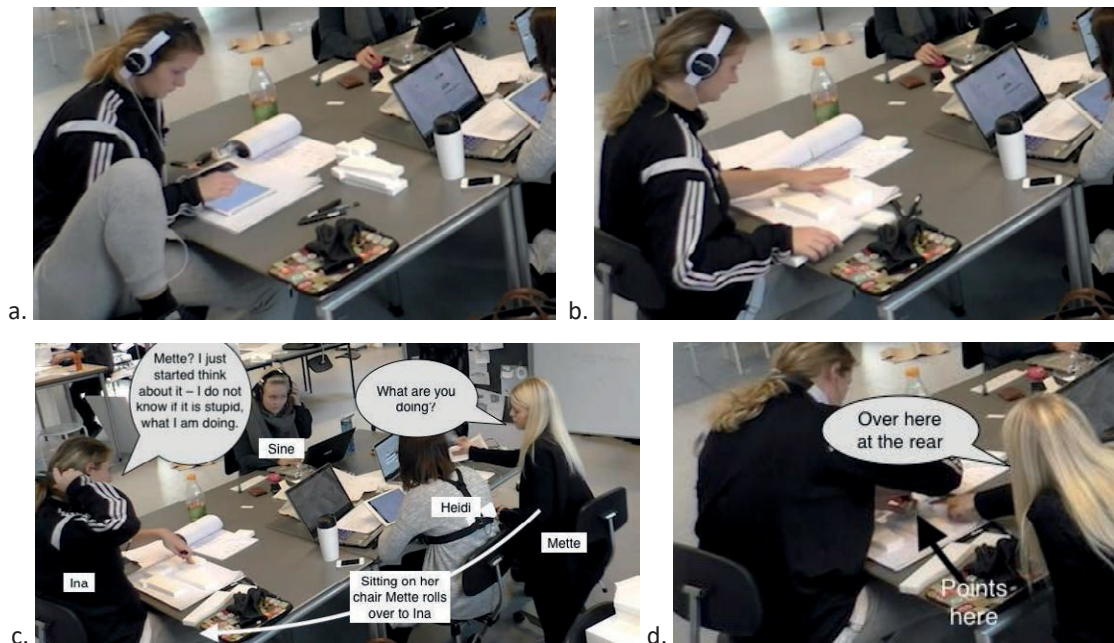 a.
b.
Mette? I just
started think
about it – I do not
know if it is stupid,
what I am doing.
What are you
doing?
Sine
Heidi
Mette
Ina
Sitting on her
chair Mette rolls
over to Ina
c.
Over here
at the rear
Points
here
d.